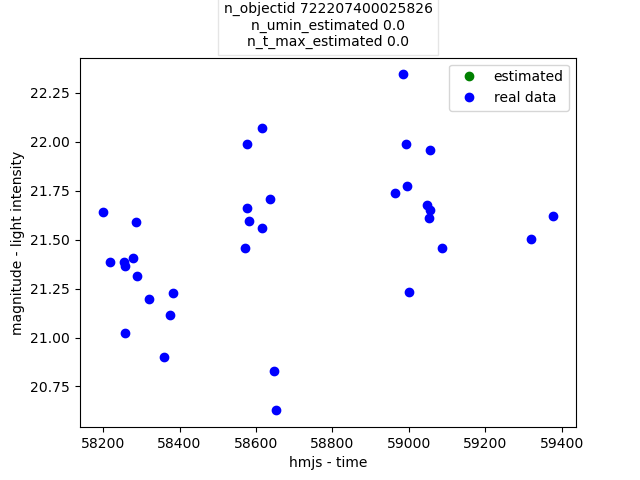 n_objectid 722207400025826
n_umin_estimated 0.0
n_t_max_estimated 0.0
estimated
real data
22.25
22.00
21.75
21.50
21.25
21.00
20.75
magnitude - light intensity
58200 58400 58600 58800 59000 59200 59400
hmjs - time